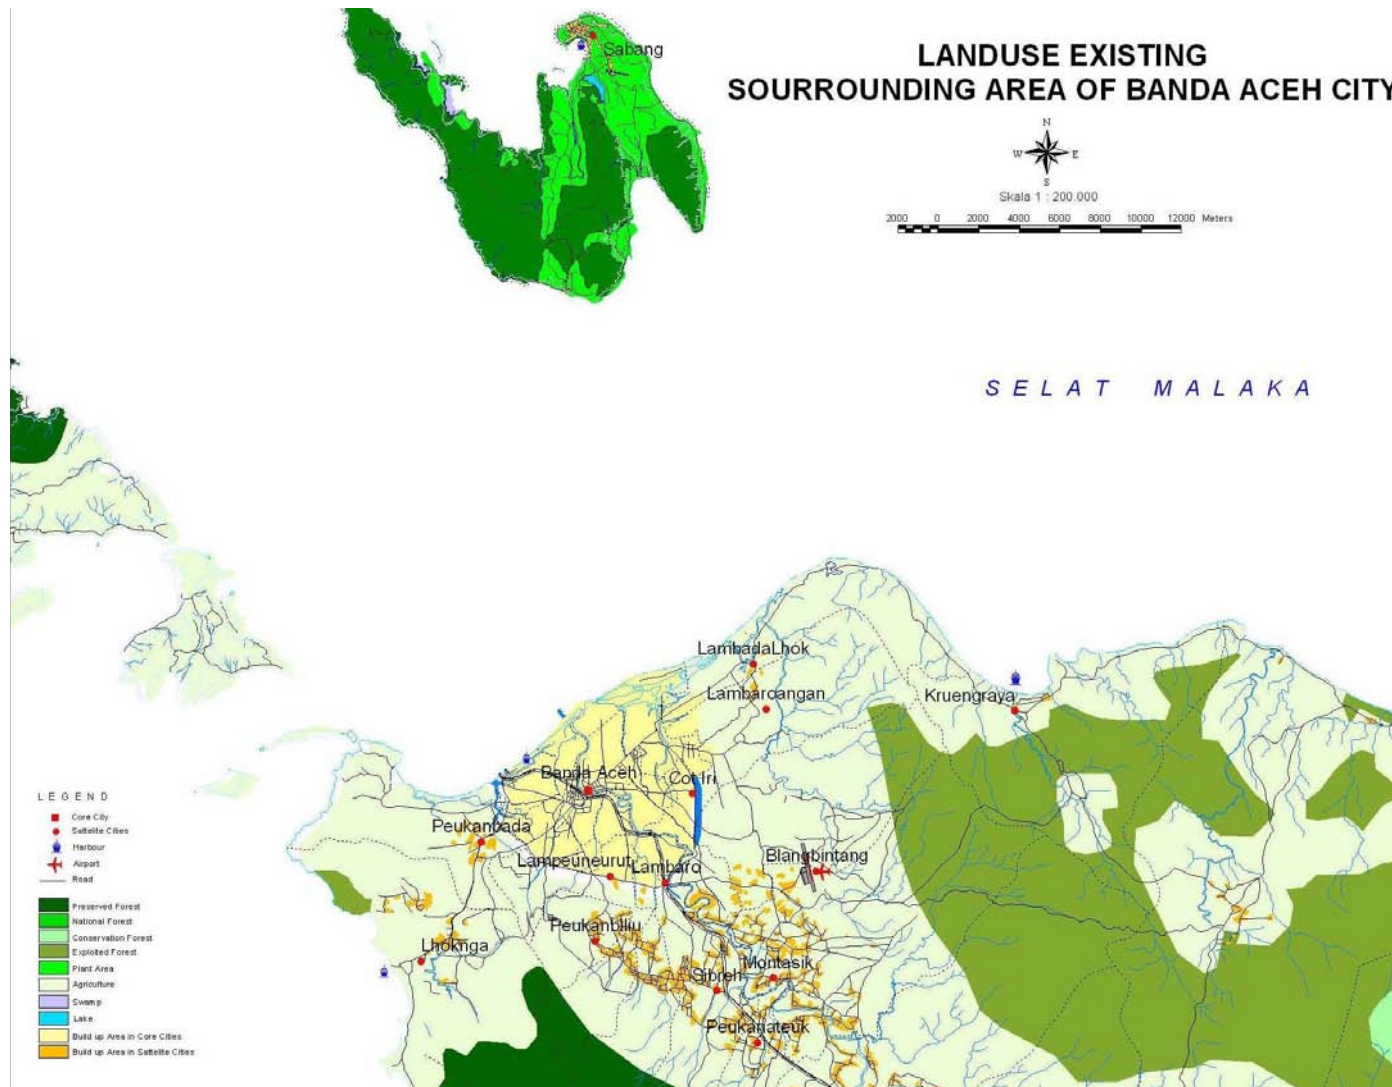 Sabang
LANDUSE EXISTING
SOURROUNDING AREA OF BANDA ACEH CITY
N
W E
S
Skala 1 : 200.000
2000 0 2000 4000 6000 8000 10000 12000 Meters
SELAT MALAKA
LambadaLhok
Lambaroangan
Kruengraya
Banda Aceh
Cot Iri
Peukanbada
Lampeuneurut
Lambaro
Blangbintang
Peukanbiliu
Lhoknga
Montasik
Sibreh
Peukanateuk
LEGEND
Core City
Sattelite Cities
Harbour
Airport
Road
Preserved Forest
National Forest
Conservation Forest
Exploited Forest
Plant Area
Agriculture
Swamp
Lake
Build up Area in Core Cities
Build up Area in Sattelite Cities